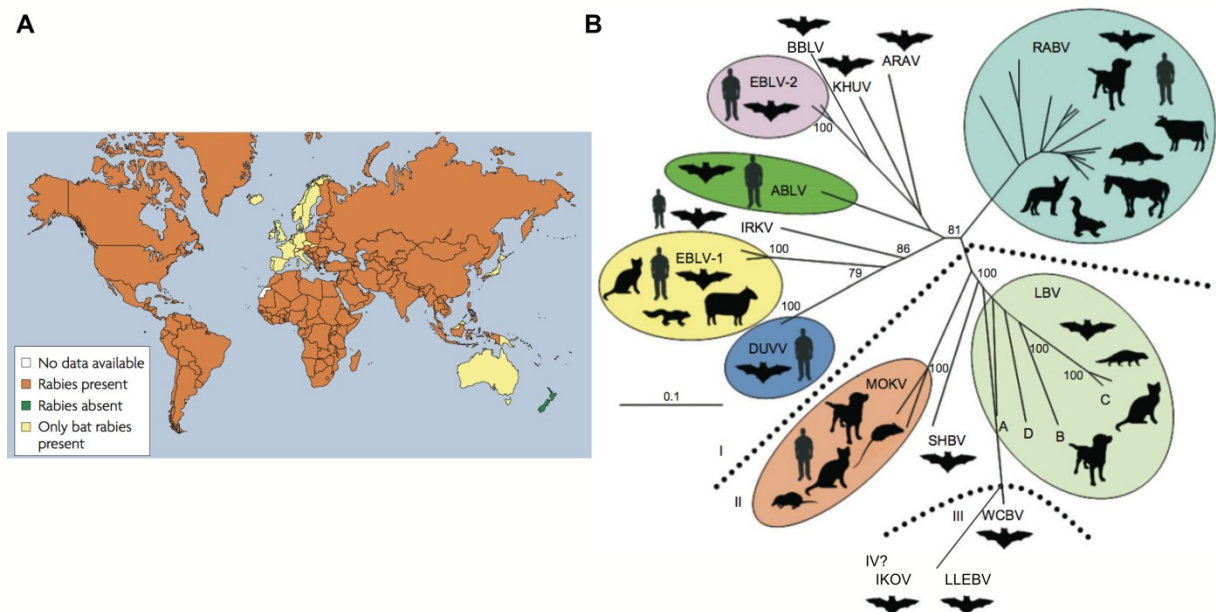 A
No data available
Rabies present
Rabies absent
Only bat rabies
present
B
BBLV
ARAV
RABV
EBLV-2
KHUV
100
ABLV
IRKV
81
86
EBLV-1
100
79
100
LBV
100
DUVV
0.1
MOKV
100
100
100
C
A
D
B
SHBV
I
II
III
WCBV
IV?
IKOV
LLEBV